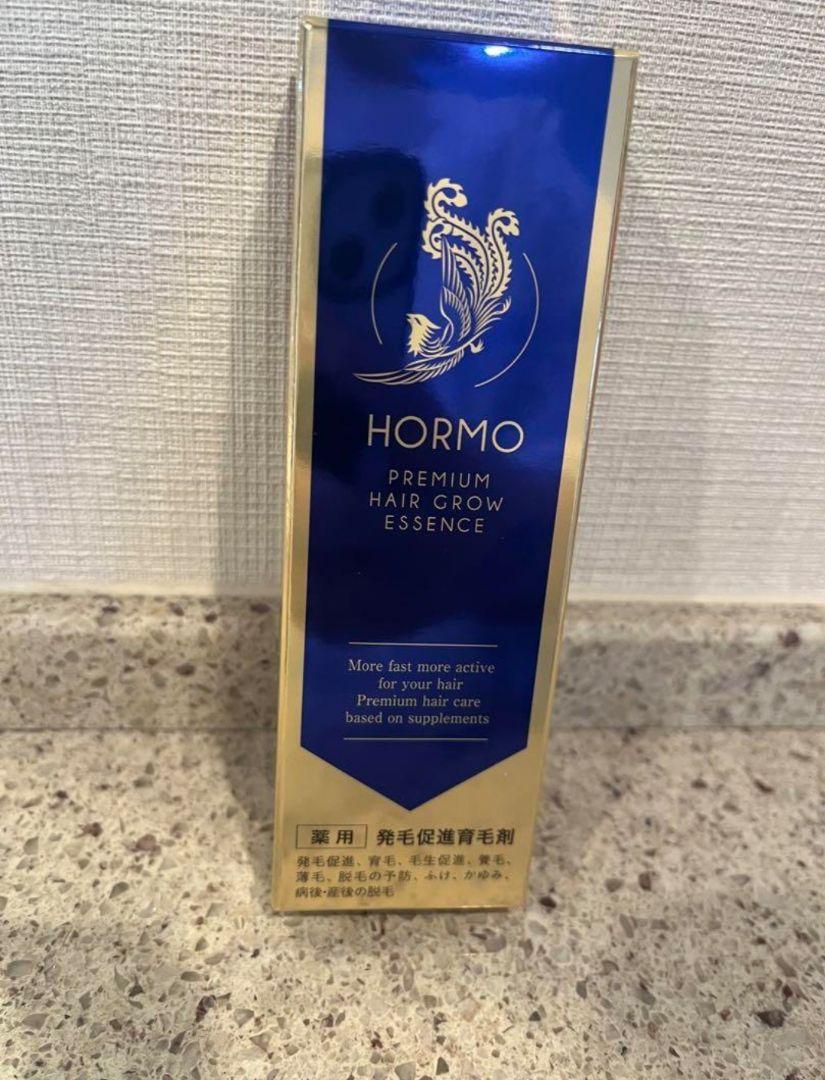 HORMO
PREMIUM
HAIR GROW
ESSENCE
More fast more active
for your hair
Premium hair care
based on supplements
薬用 発毛促進育毛剤
発毛促進、育毛、毛生促進、養毛、
薄毛、脱毛の予防、ふけ、かゆみ、
病後・産後の脱毛